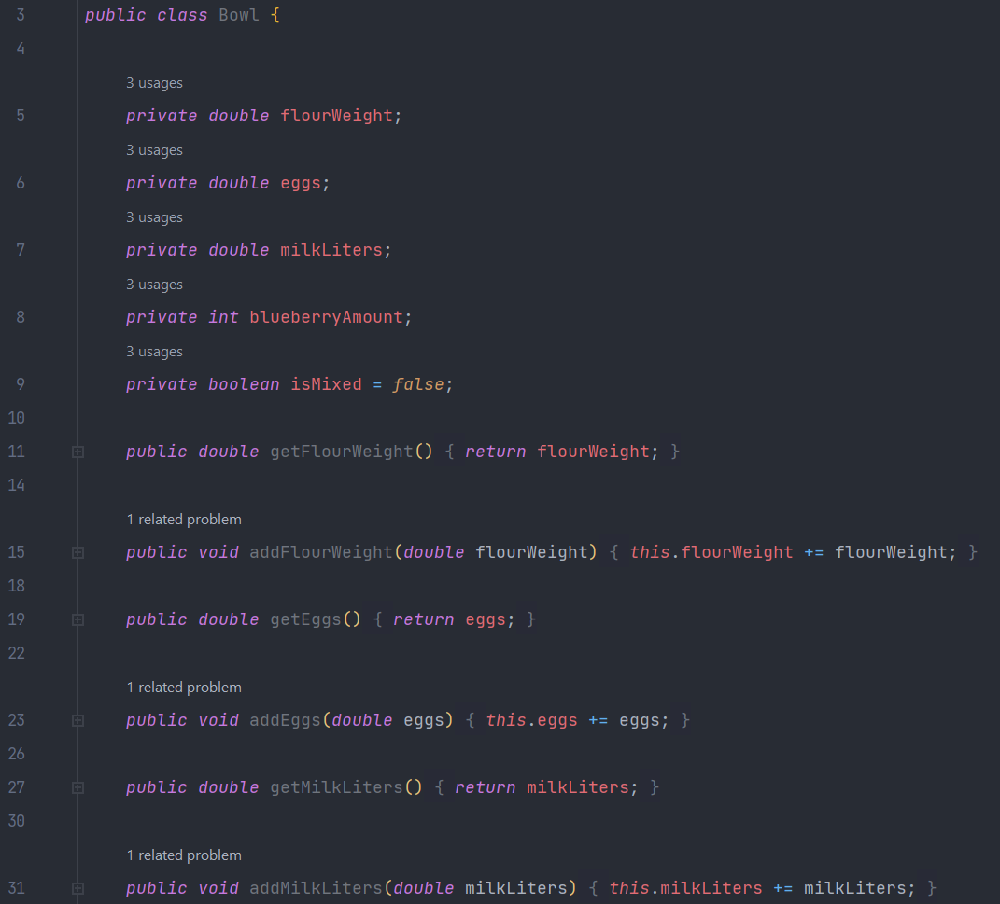 3 public class Bowl {
4
3 usages
5 private double flourWeight;
3 usages
6 private double eggs;
3 usages
7 private double milkLiters;
3 usages
8 private int blueberryAmount;
3 usages
9 private boolean isMixed = false;
10
11 public double getFlourWeight() { return flourWeight; }
14
1 related problem
15 public void addFlourWeight(double flourWeight) { this.flourWeight += flourWeight; }
18
19 public double getEggs() { return eggs; }
22
1 related problem
23 public void addEggs(double eggs) { this.eggs += eggs; }
26
27 public double getMilkLiters() { return milkLiters; }
30
1 related problem
31 public void addMilkLiters(double milkLiters) { this.milkLiters += milkLiters; }